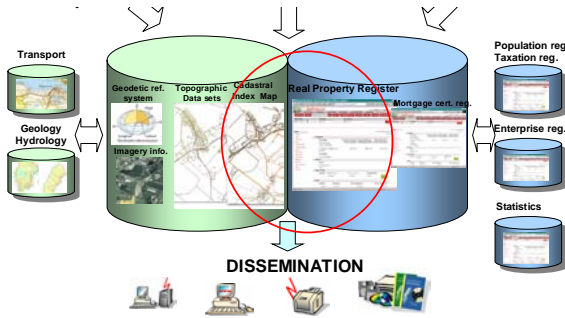 Transport
Geology
Hydrology
Geodetic ref.
system
Imagery info.
Topographic
Data sets
Cadastral
Index Map
Real Property Register
Mortgage cert. reg.
Population reg
Taxation reg.
Enterprise reg.
Statistics
DISSEMINATION